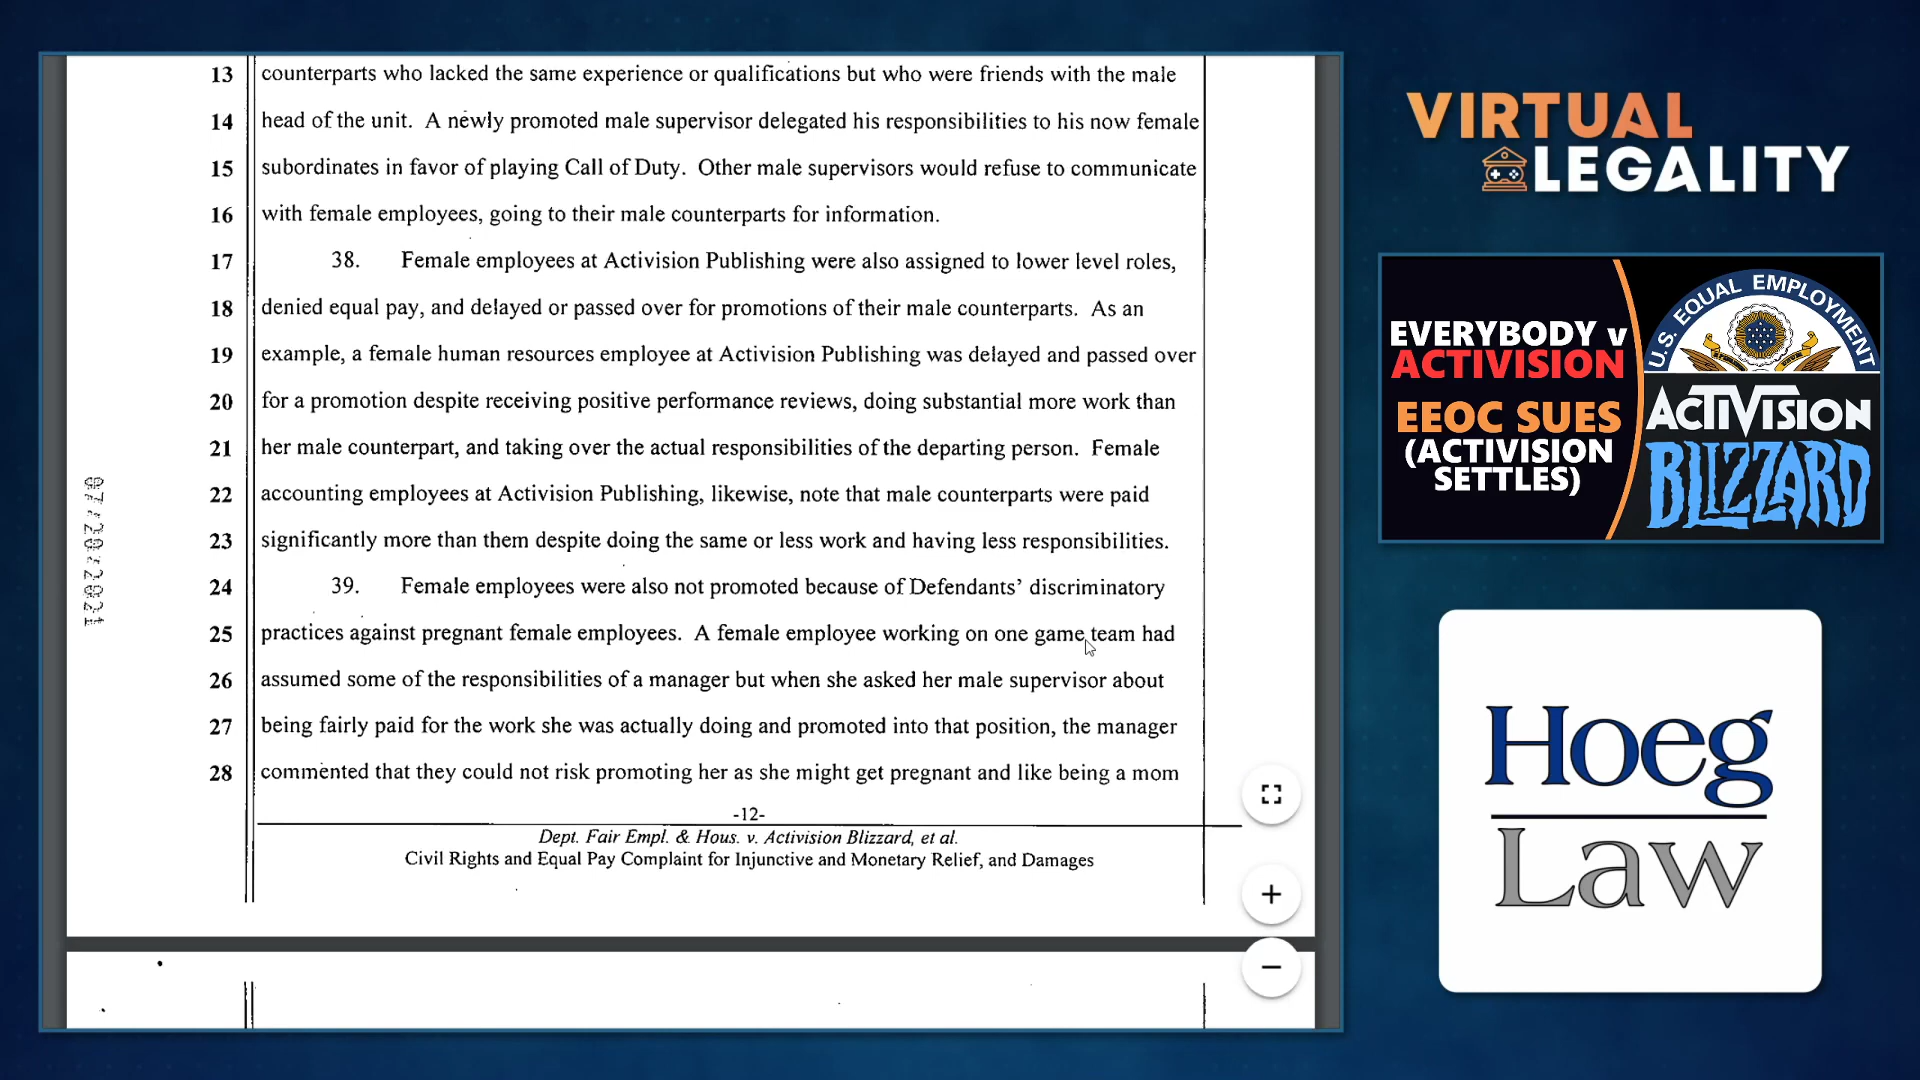 13 counterparts who lacked the same experience or qualifications but who were friends with the male
14 head of the unit. A newly promoted male supervisor delegated his responsibilities to his now female
15 subordinates in favor of playing Call of Duty. Other male supervisors would refuse to communicate
16 with female employees, going to their male counterparts for information.
17 38. Female employees at Activision Publishing were also assigned to lower level roles,
18 denied equal pay, and delayed or passed over for promotions of their male counterparts. As an
19 example, a female human resources employee at Activision Publishing was delayed and passed over
20 for a promotion despite receiving positive performance reviews, doing substantial more work than
21 her male counterpart, and taking over the actual responsibilities of the departing person. Female
22 accounting employees at Activision Publishing, likewise, note that male counterparts were paid
23 significantly more than them despite doing the same or less work and having less responsibilities.
24 39. Female employees were also not promoted because of Defendants' discriminatory
25 practices against pregnant female employees. A female employee working on one game team had
26 assumed some of the responsibilities of a manager but when she asked her male supervisor about
27 being fairly paid for the work she was actually doing and promoted into that position, the manager
28 commented that they could not risk promoting her as she might get pregnant and like being a mom
-12-
Dept. Fair Empl. & Hous. v. Activision Blizzard, et al.
Civil Rights and Equal Pay Complaint for Injunctive and Monetary Relief, and Damages
07/20/2021
VIRTUAL
LEGALITY
EVERYBODY v
ACTIVISION
EEOC SUES
(ACTIVISION
SETTLES)
U.S. EQUAL EMPLOYMENT
ACTIVISION
BLIZZARD
Hoeg
Law